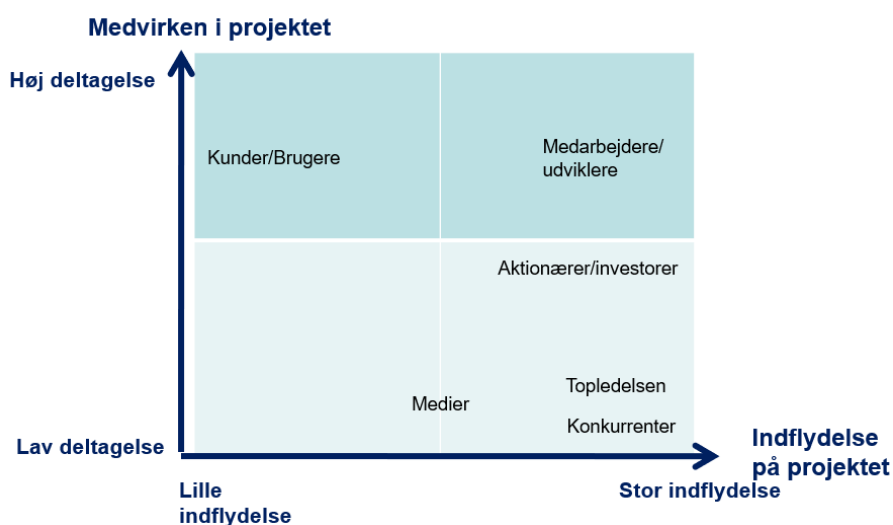 Medvirken i projektet
Høj deltagelse
Kunder/Brugere
Medarbejdere/
udviklere
Aktionærer/investorer
Topledelsen
Medier
Konkurrenter
Lav deltagelse
Indflydelse
på projektet
Lille
indflydelse
Stor indflydelse